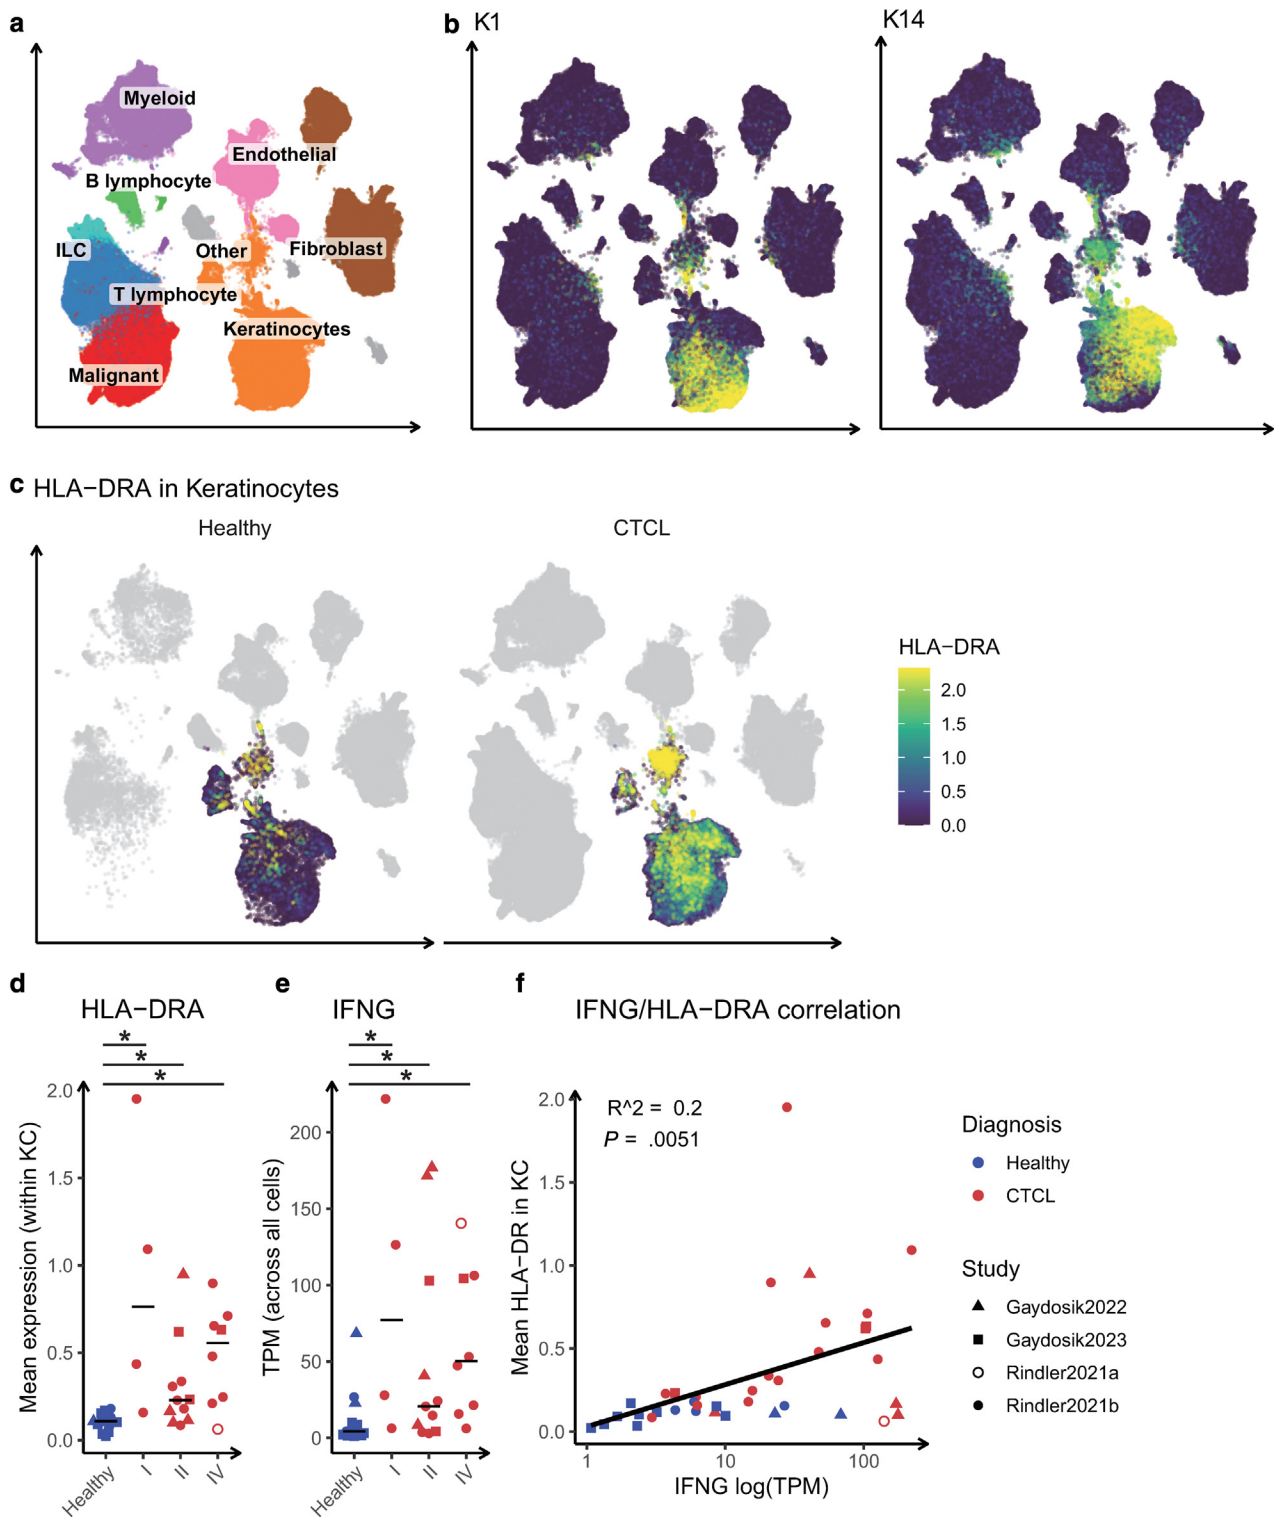 a
Myeloid
Endothelial
B lymphocyte
ILC
Other
Fibroblast
T lymphocyte
Keratinocytes
Malignant
b
K1
K14
c
HLA−DRA in Keratinocytes
Healthy
CTCL
HLA−DRA
2.0
1.5
1.0
0.5
0.0
d
HLA−DRA
*
*
*
Mean expression (within KC)
2.0
1.5
1.0
0.5
0.0
Healthy
I
II
IV
e
IFNG
*
*
*
TPM (across all cells)
200
150
100
50
0
Healthy
I
II
IV
f
IFNG/HLA−DRA correlation
R^2 = 0.2
P = .0051
Mean HLA−DR in KC
2.0
1.5
1.0
0.5
0.0
1
10
100
IFNG log(TPM)
Diagnosis
Healthy
CTCL
Study
Gaydosik2022
Gaydosik2023
Rindler2021a
Rindler2021b